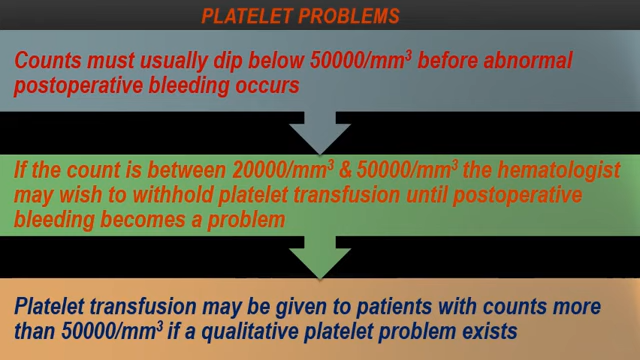 PLATELET PROBLEMS
Counts must usually dip below 50000/mm³ before abnormal
postoperative bleeding occurs
If the count is between 20000/mm³ & 50000/mm³ the hematologist
may wish to withhold platelet transfusion until postoperative
bleeding becomes a problem
Platelet transfusion may be given to patients with counts more
than 50000/mm³ if a qualitative platelet problem exists